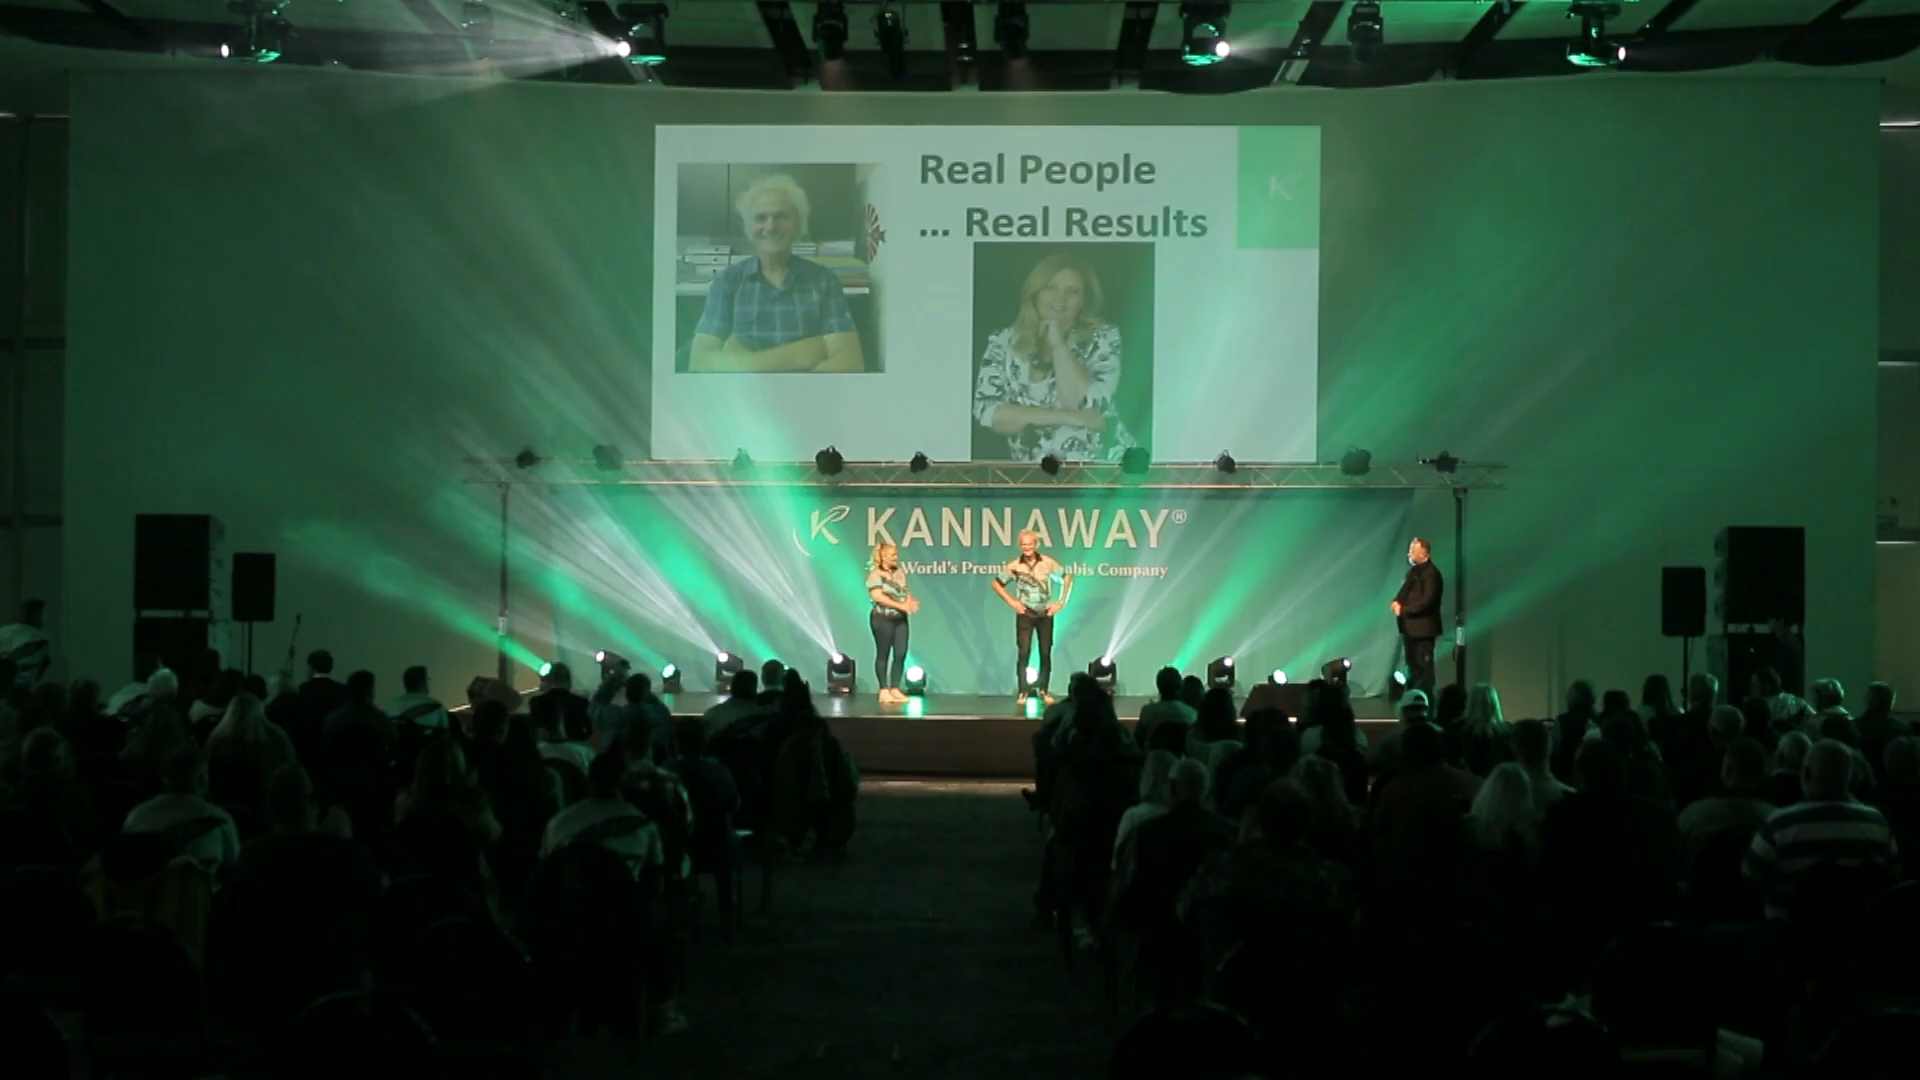 Real People
... Real Results
KANNAWAY®
World's Premi
abis Company